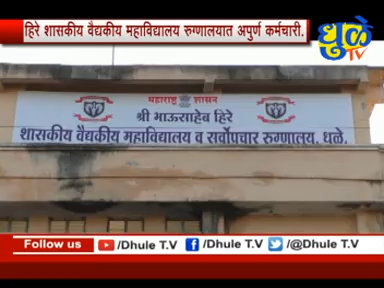 हिरे शासकीय वैद्यकीय महाविद्यालय रुग्णालयात अपुर्ण कर्मचारी.
धुळे
TV
महाराष्ट्र शासन
श्री भाऊसाहेब हिरे
शासकीय वैद्यकीय महाविद्यालय व सर्वोपचार रुग्णालय, धुळे.
Follow us
/Dhule T.V
/Dhule T.V
/@Dhule T.V